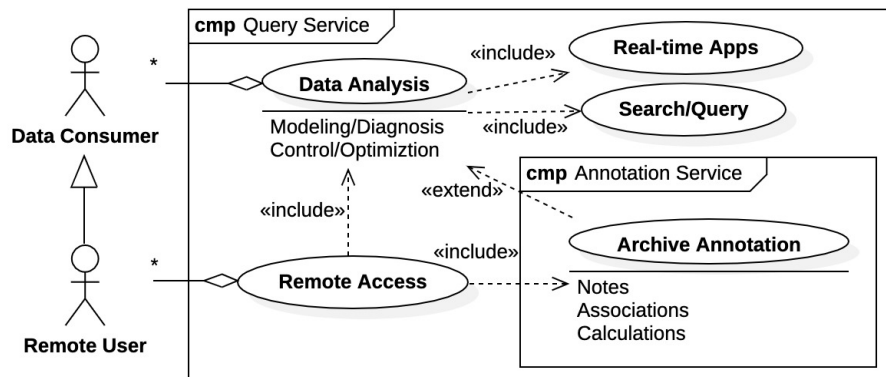 cmp Query Service
«include»
Real-time Apps
*
Data Analysis
Search/Query
«include»
Data Consumer
Modeling/Diagnosis
Control/Optimiztion
cmp Annotation Service
«extend»
«include»
Archive Annotation
«include»
*
Remote Access
Notes
Associations
Calculations
Remote User